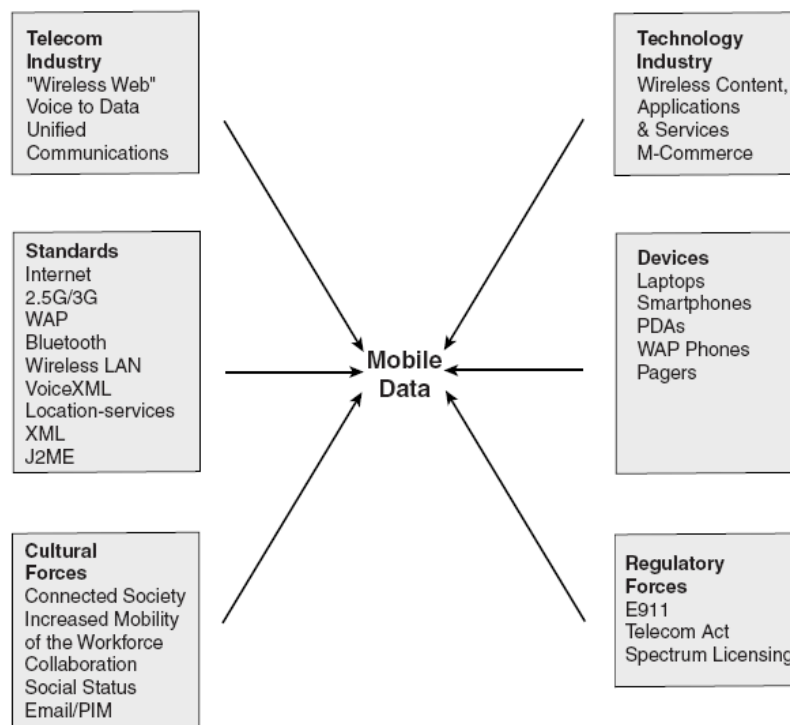 Telecom
Industry
"Wireless Web"
Voice to Data
Unified
Communications
Technology
Industry
Wireless Content,
Applications
& Services
M-Commerce
Standards
Internet
2.5G/3G
WAP
Bluetooth
Wireless LAN
VoiceXML
Location-services
XML
J2ME
Mobile
Data
Devices
Laptops
Smartphones
PDAs
WAP Phones
Pagers
Cultural
Forces
Connected Society
Increased Mobility
of the Workforce
Collaboration
Social Status
Email/PIM
Regulatory
Forces
E911
Telecom Act
Spectrum Licensing